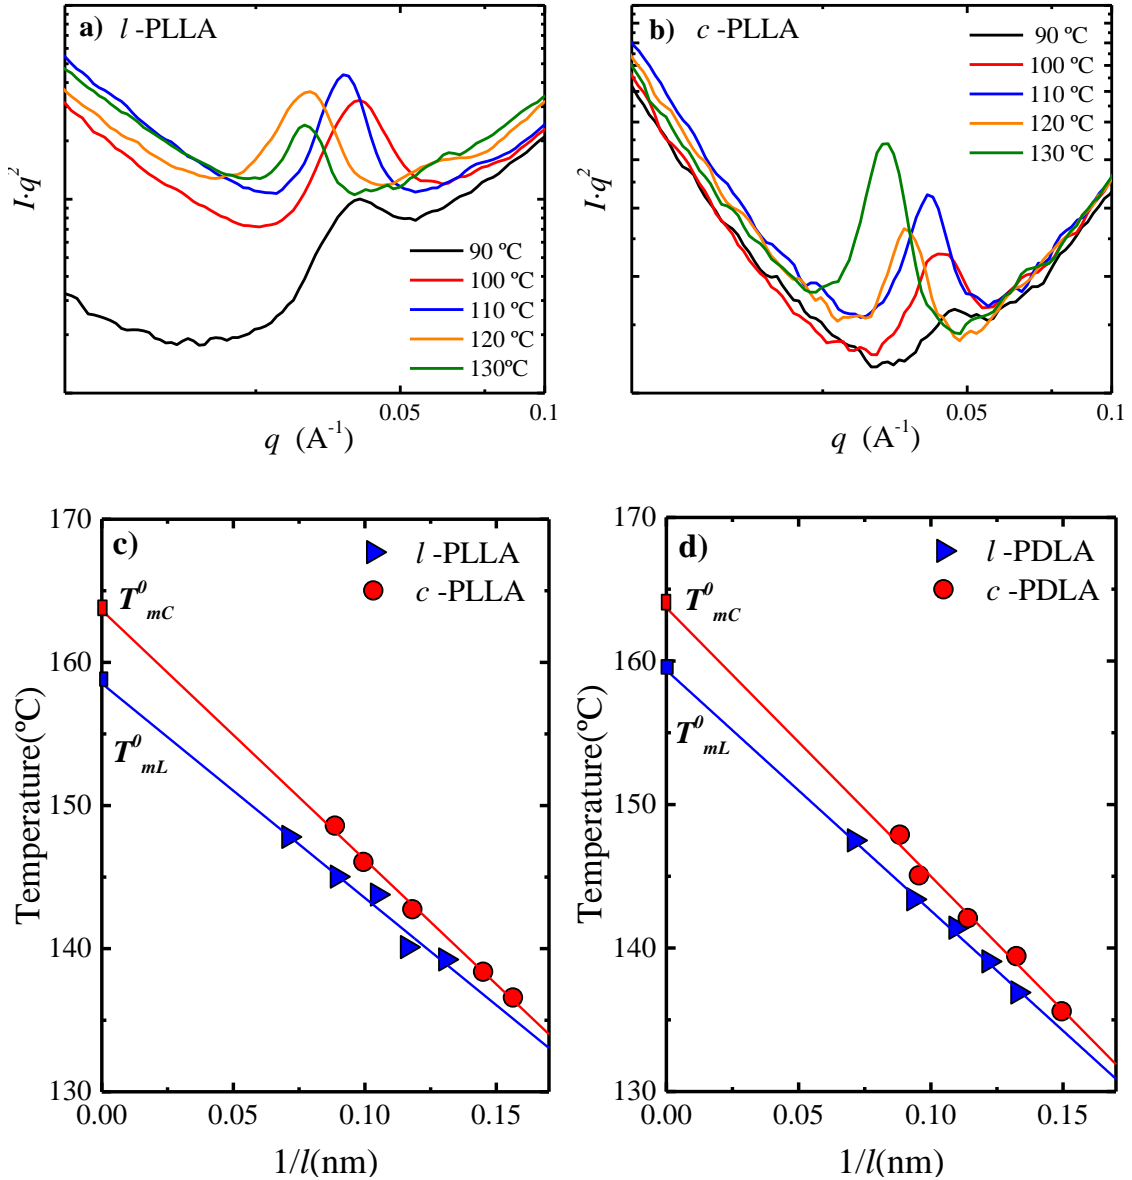 a) l -PLLA
90 ºC
100 ºC
110 ºC
120 ºC
130ºC
I·q²
0.05
0.1
q (A⁻¹)
b) c -PLLA
90 ºC
100 ºC
110 ºC
120 ºC
130 ºC
I·q²
0.05
0.1
q (A⁻¹)
c)
l -PLLA
c -PLLA
T⁰mC
T⁰mL
170
160
150
140
130
Temperature(ºC)
0.00
0.05
0.10
0.15
1/l(nm)
d)
l -PDLA
c -PDLA
T⁰mC
T⁰mL
170
160
150
140
130
Temperature(ºC)
0.00
0.05
0.10
0.15
1/l(nm)